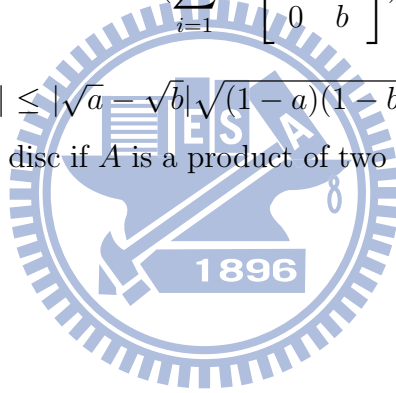 i=1 [0 b]
| ≤ |√a − √b|√(1 − a)(1 − b
disc if A is a product of two
E S A
1896